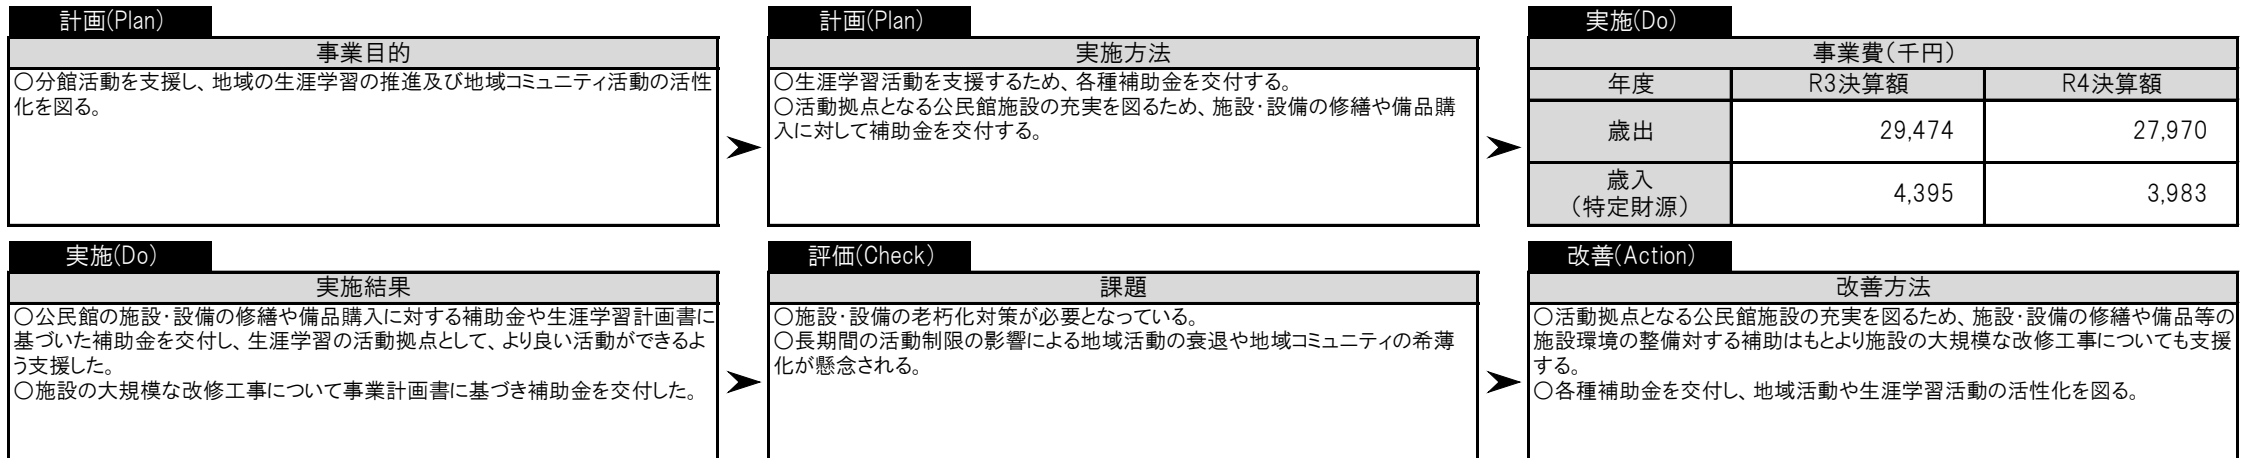 計画(Plan)
事業目的
〇分館活動を支援し、地域の生涯学習の推進及び地域コミュニティ活動の活性
化を図る。
計画(Plan)
実施方法
〇生涯学習活動を支援するため、各種補助金を交付する。
〇活動拠点となる公民館施設の充実を図るため、施設・設備の修繕や備品購
入に対して補助金を交付する。
実施(Do)
事業費(千円)
年度 R3決算額 R4決算額
歳出 29,474 27,970
歳入
(特定財源) 4,395 3,983
実施(Do)
実施結果
〇公民館の施設・設備の修繕や備品購入に対する補助金や生涯学習計画書に
基づいた補助金を交付し、生涯学習の活動拠点として、より良い活動ができるよ
う支援した。
〇施設の大規模な改修工事について事業計画書に基づき補助金を交付した。
評価(Check)
課題
〇施設・設備の老朽化対策が必要となっている。
〇長期間の活動制限の影響による地域活動の衰退や地域コミュニティの希薄
化が懸念される。
改善(Action)
改善方法
〇活動拠点となる公民館施設の充実を図るため、施設・設備の修繕や備品等の
施設環境の整備対する補助はもとより施設の大規模な改修工事についても支援
する。
〇各種補助金を交付し、地域活動や生涯学習活動の活性化を図る。